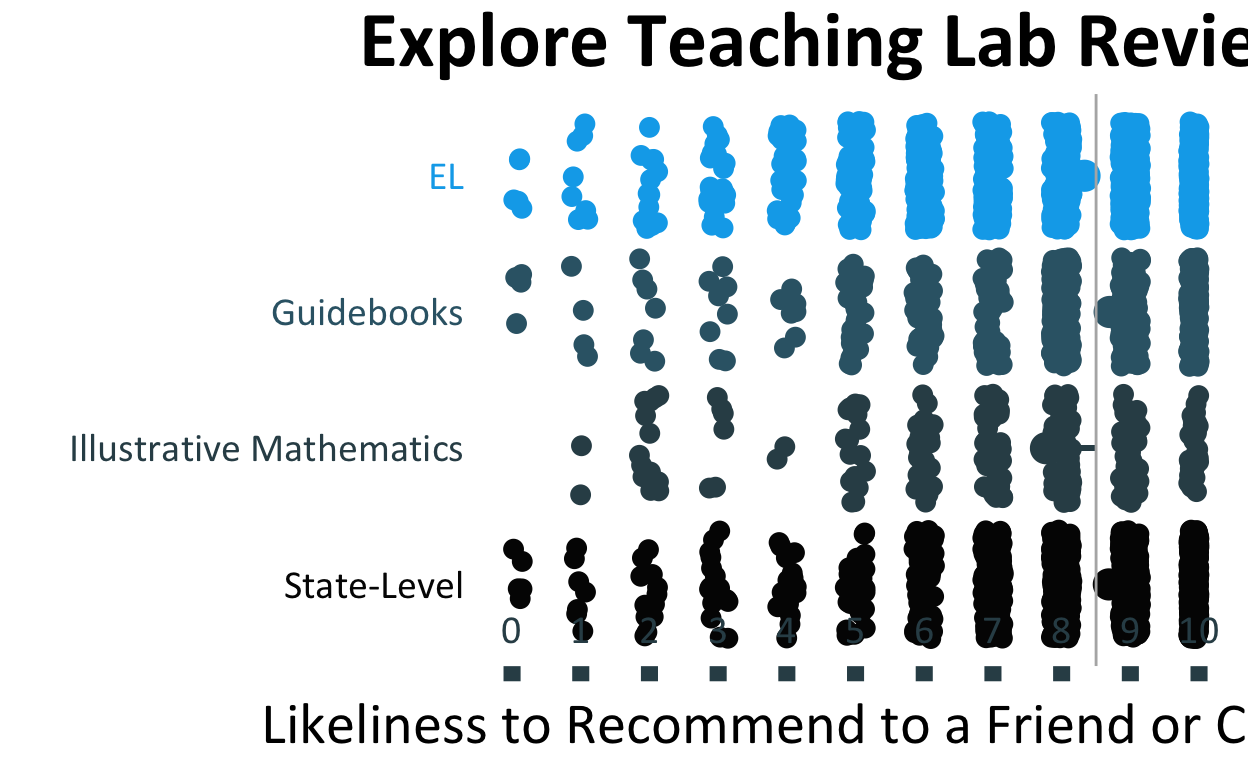 Explore Teaching Lab Revie
EL
Guidebooks
Illustrative Mathematics
State-Level
0 1 2 3 4 5 6 7 8 9 10
Likeliness to Recommend to a Friend or C